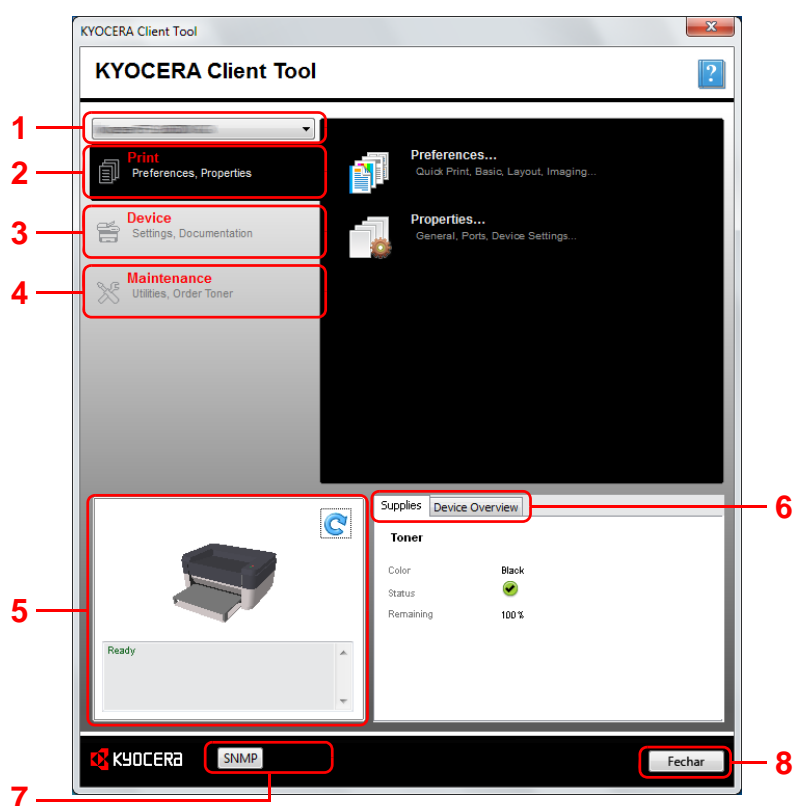 KYOCERA Client Tool
X
KYOCERA Client Tool
?
1
2
Print
Preferences, Properties
3
Device
Settings, Documentation
4
Maintenance
Utilities, Order Toner
Preferences...
Quick Print, Basic, Layout, Imaging...
Properties...
General, Ports, Device Settings...
5
Ready
Supplies
Device Overview
6
Toner
Color
Black
Status
Remaining
100 %
KYOCERA
SNMP
7
Fechar
8